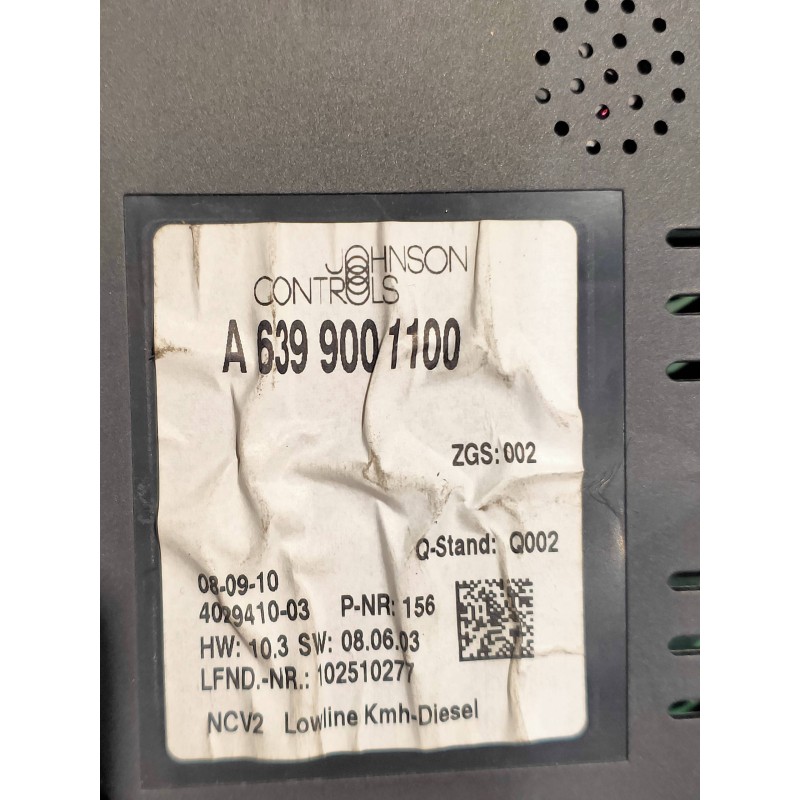 JOHNSON
CONTROLS
A 639 900 1100
ZGS: 002
Q-Stand: Q002
08-09-10
4029410-03 P-NR: 156
HW: 10.3 SW: 08.06.03
LFND.-NR.: 102510277
NCV2 Lowline Kmh-Diesel